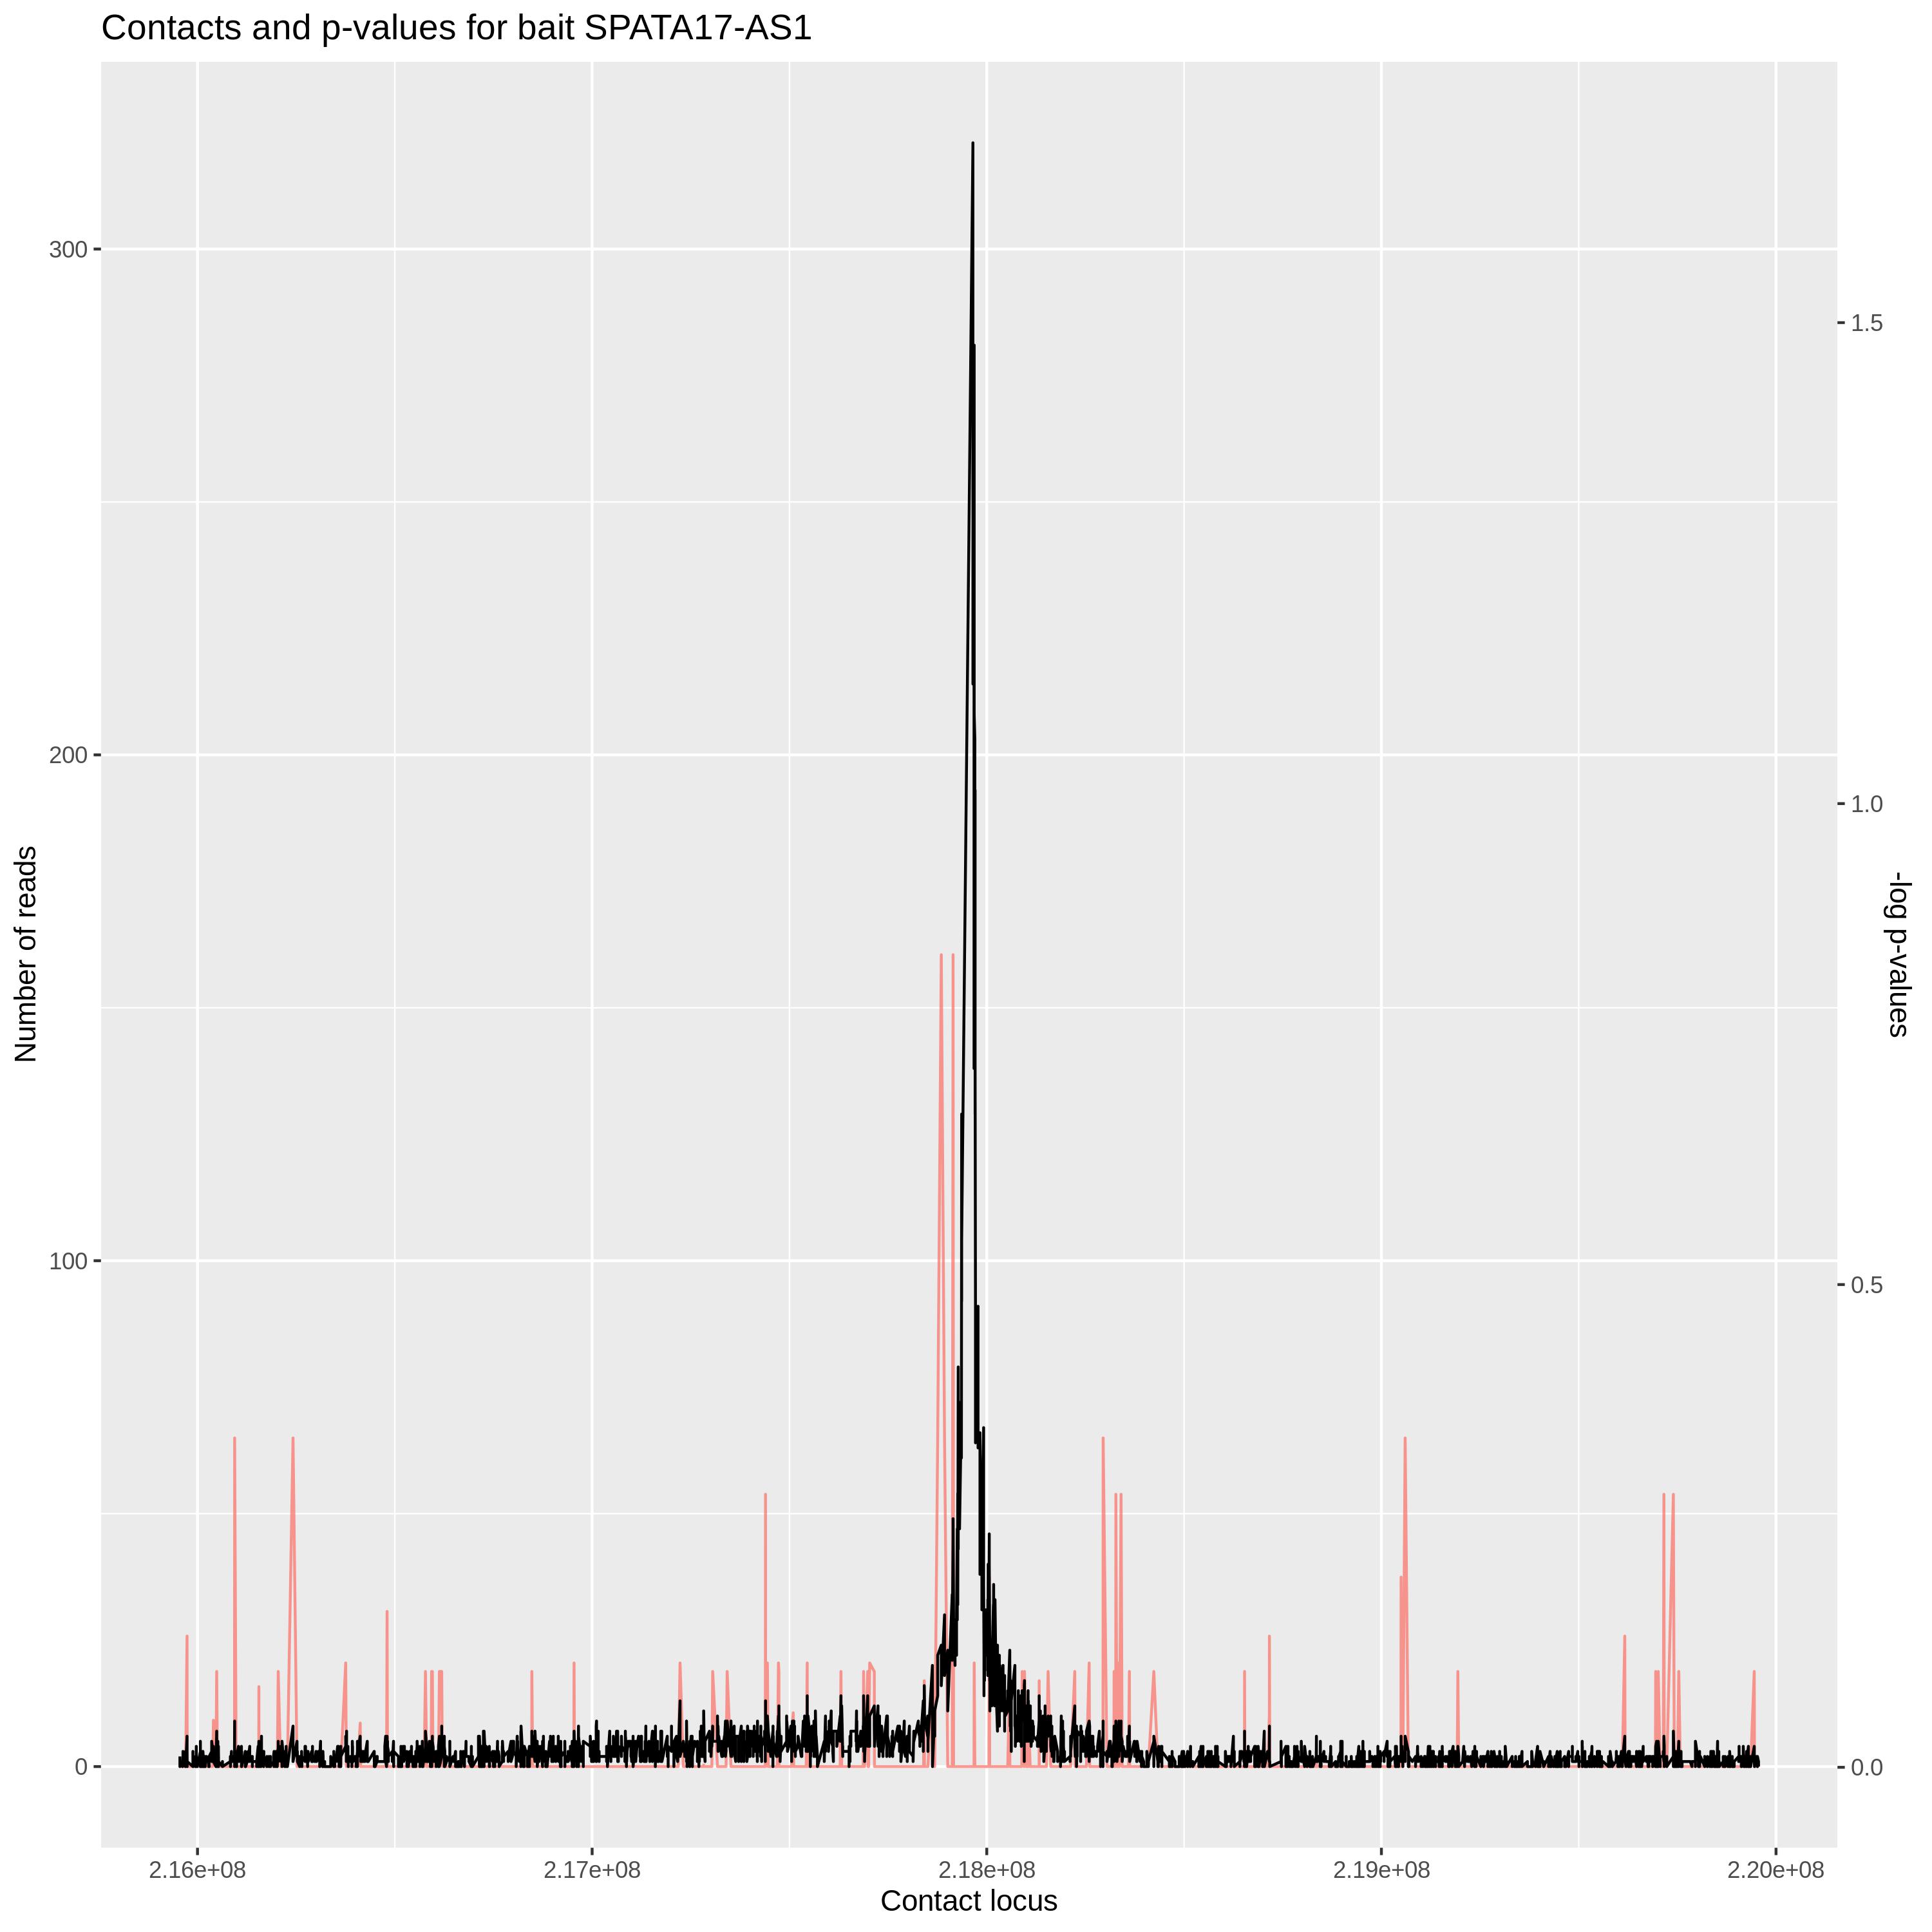 Contacts and p-values for bait SPATA17-AS1
300
200
100
0
Number of reads
1.5
1.0
0.5
0.0
-log p-values
2.16e+08
2.17e+08
2.18e+08
2.19e+08
2.20e+08
Contact locus